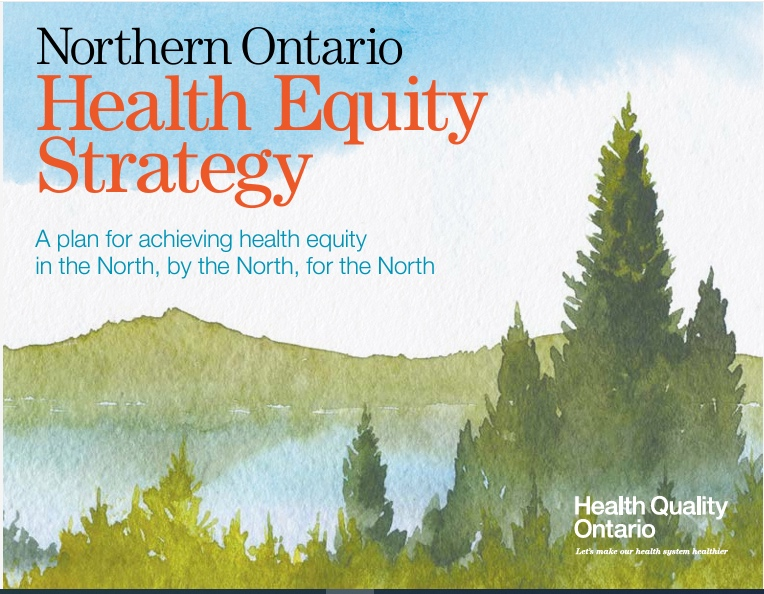 Northern Ontario
Health Equity
Strategy
A plan for achieving health equity
in the North, by the North, for the North
Health Quality
Ontario
Let's make our health system healthier